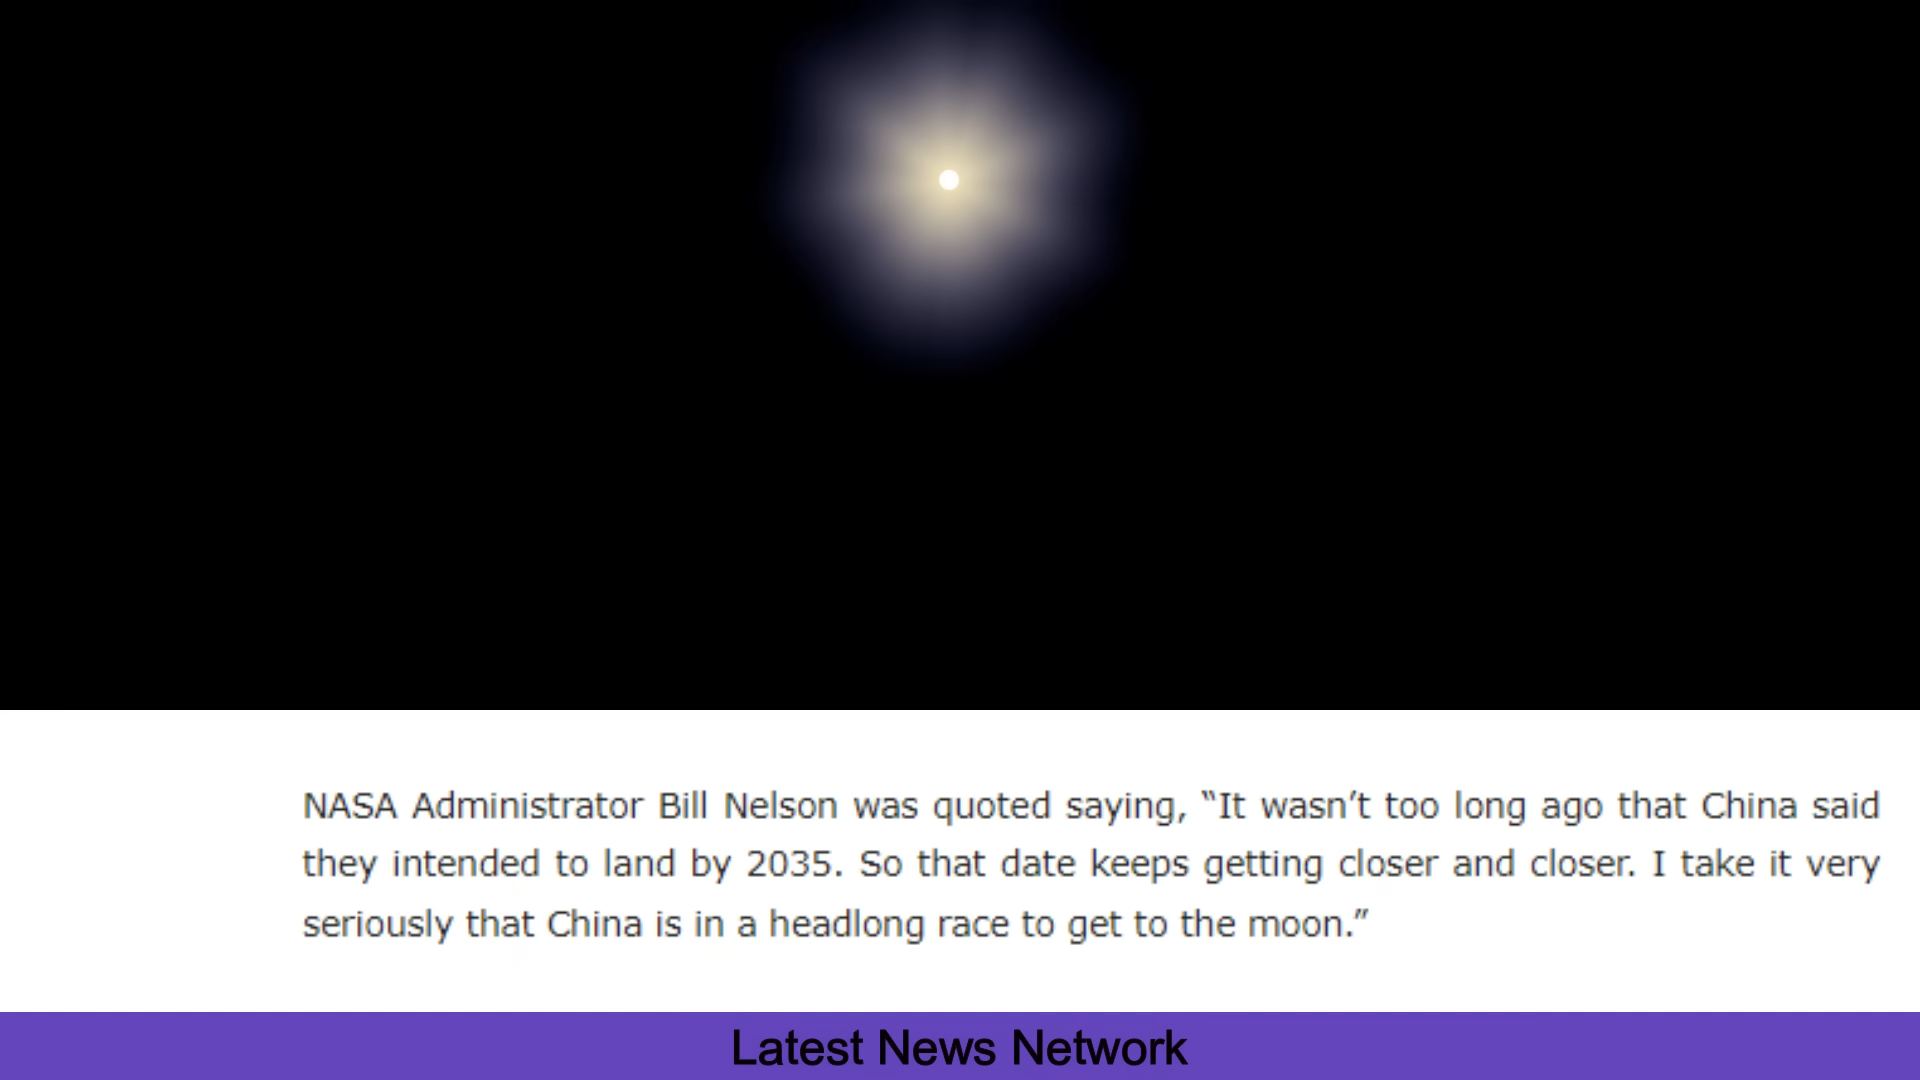 NASA Administrator Bill Nelson was quoted saying, “It wasn’t too long ago that China said
they intended to land by 2035. So that date keeps getting closer and closer. I take it very
seriously that China is in a headlong race to get to the moon.”
Latest News Network